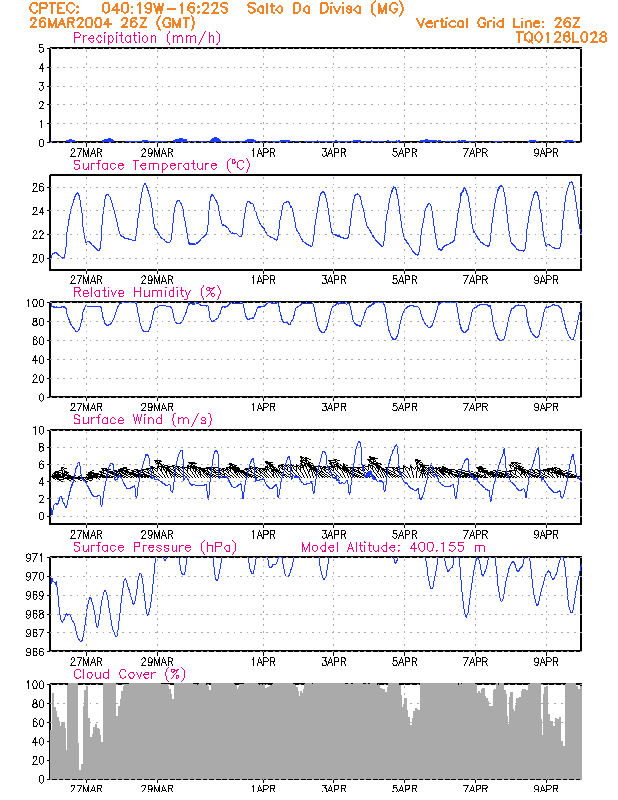 CPTEC: 040:19W-16:22S Salto Da Divisa (MG)
26MAR2004 26Z (GMT) Vertical Grid Line: 26Z
Precipitation (mm/h) TQ0126L028
5
4
3
2
1
0
27MAR 29MAR 1APR 3APR 5APR 7APR 9APR
Surface Temperature (ºC)
26
24
22
20
27MAR 29MAR 1APR 3APR 5APR 7APR 9APR
Relative Humidity (%)
100
80
60
40
20
0
27MAR 29MAR 1APR 3APR 5APR 7APR 9APR
Surface Wind (m/s)
10
8
6
4
2
0
27MAR 29MAR 1APR 3APR 5APR 7APR 9APR
Surface Pressure (hPa) Model Altitude: 400.155 m
971
970
969
968
967
966
27MAR 29MAR 1APR 3APR 5APR 7APR 9APR
Cloud Cover (%)
100
80
60
40
20
0
27MAR 29MAR 1APR 3APR 5APR 7APR 9APR